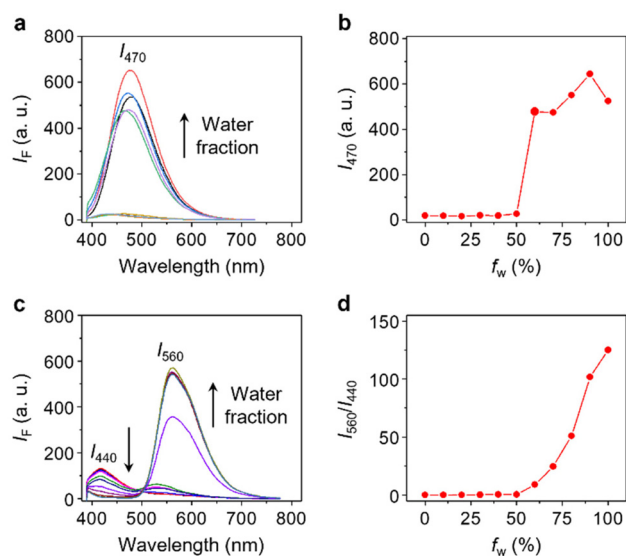 a
I470
Water
fraction
IF (a. u.)
800
600
400
200
0
400 500 600 700 800
Wavelength (nm)
b
I470 (a. u.)
800
600
400
200
0
0 25 50 75 100
fw (%)
c
I560
I440
Water
fraction
IF (a. u.)
800
600
400
200
0
400 500 600 700 800
Wavelength (nm)
d
I560/I440
150
100
50
0
0 25 50 75 100
fw (%)